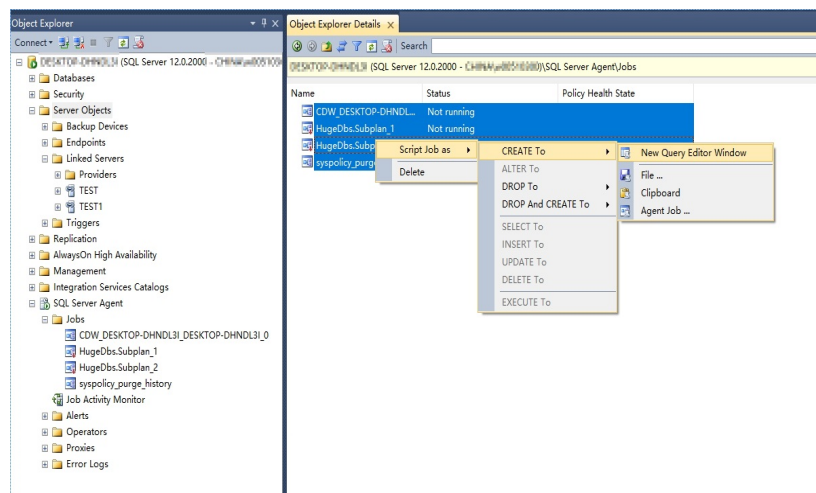 Object Explorer
Connect
(SQL Server 12.0.2000 -
Databases
Security
Server Objects
Backup Devices
Endpoints
Linked Servers
Providers
TEST
TEST1
Triggers
Replication
AlwaysOn High Availability
Management
Integration Services Catalogs
SQL Server Agent
Jobs
CDW_DESKTOP-DHNDL3I_DESKTOP-DHNDL3I_0
HugeDbs.Subplan_1
HugeDbs.Subplan_2
syspolicy_purge_history
Job Activity Monitor
Alerts
Operators
Proxies
Error Logs
Object Explorer Details
Search
(SQL Server 12.0.2000 - \SQL Server Agent\Jobs
Name Status Policy Health State
CDW_DESKTOP-DHNDL... Not running
HugeDbs.Subplan_1 Not running
HugeDbs.Subp
syspolicy_purge
Script Job as
Delete
CREATE To
ALTER To
DROP To
DROP And CREATE To
SELECT To
INSERT To
UPDATE To
DELETE To
EXECUTE To
New Query Editor Window
File ...
Clipboard
Agent Job ...